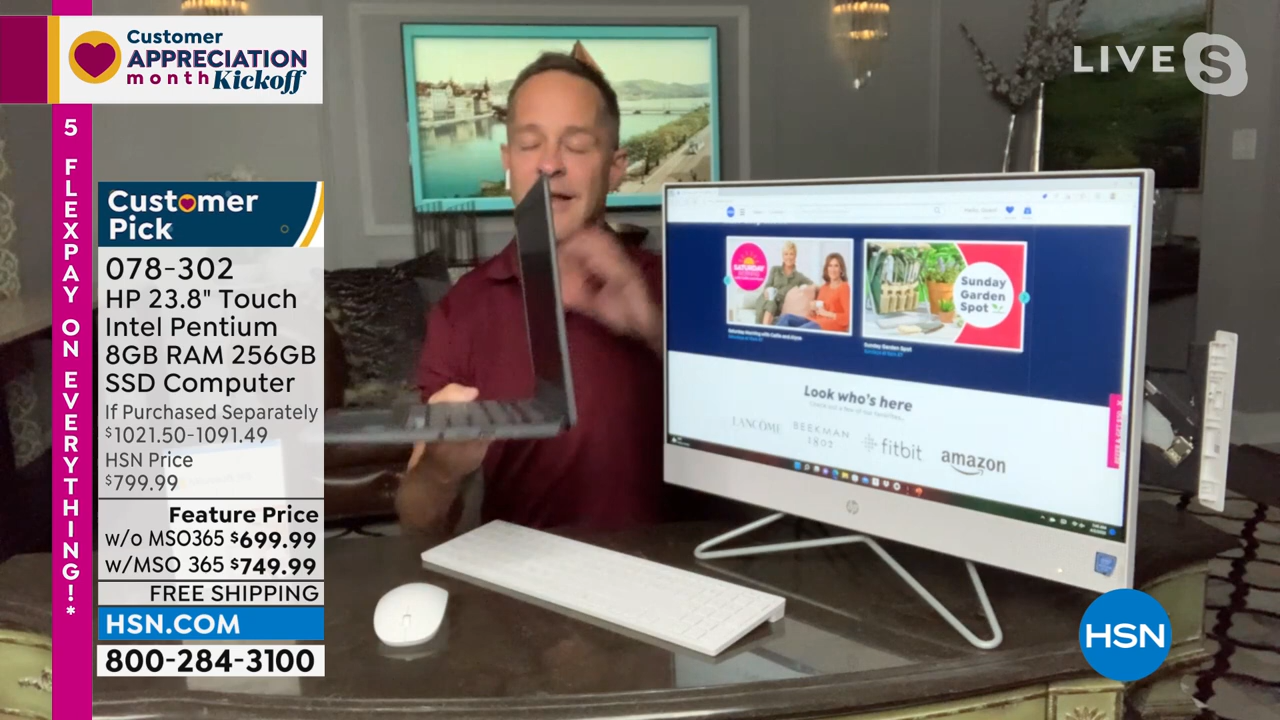 Customer
APPRECIATION
month Kickoff
5 FLEXPAY ON EVERYTHING!*
Customer
Pick
078-302
HP 23.8" Touch
Intel Pentium
8GB RAM 256GB
SSD Computer
If Purchased Separately
$1021.50-1091.49
HSN Price
$799.99
Feature Price
w/o MSO365 $699.99
w/MSO 365 $749.99
FREE SHIPPING
HSN.COM
800-284-3100
LIVE S
SATURDAY
Sunday
Garden
Spot
Look who's here
LANCÔME
BEEKMAN
1802
fitbit
amazon
hp
HSN